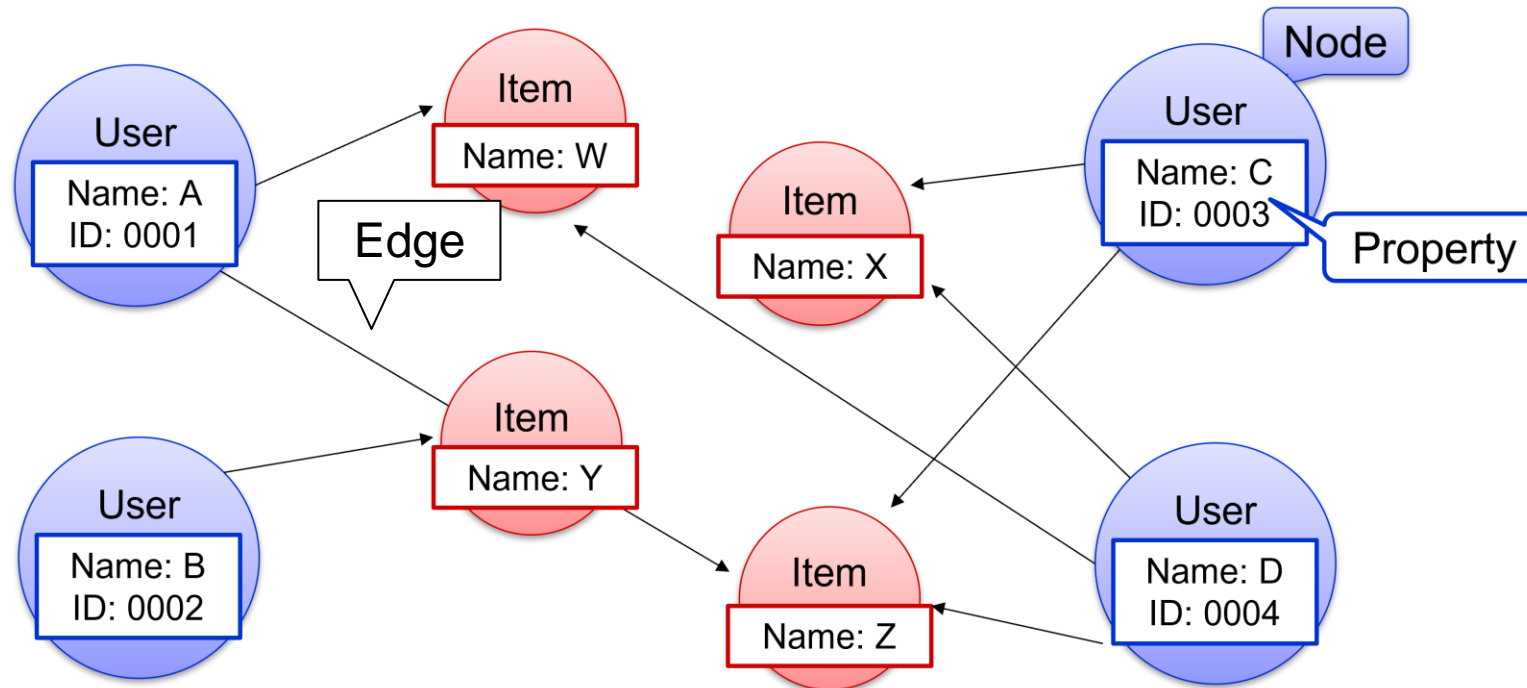 User
Name: A
ID: 0001
Item
Name: W
Edge
Item
Name: X
Node
User
Name: C
ID: 0003
Property
User
Name: B
ID: 0002
Item
Name: Y
Item
Name: Z
User
Name: D
ID: 0004